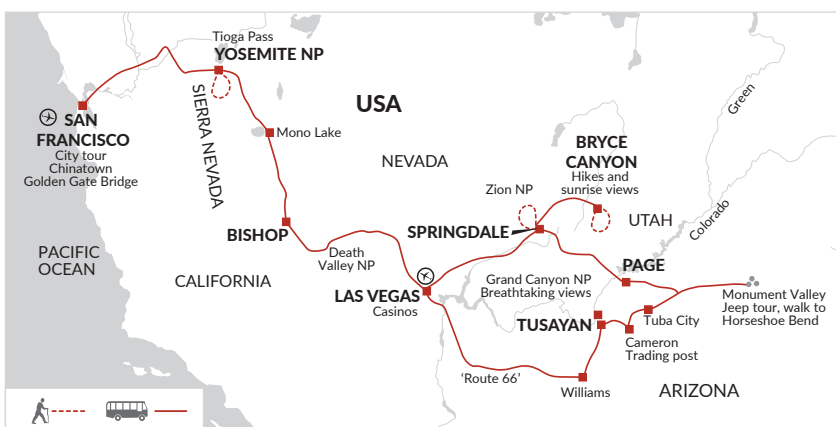 Tioga Pass
YOSEMITE NP
SAN
FRANCISCO
City tour
Chinatown
Golden Gate Bridge
SIERRA NEVADA
USA
Mono Lake
NEVADA
Green
BRYCE
CANYON
Hikes and
sunrise views
Zion NP
UTAH
Colorado
SPRINGDALE
BISHOP
PACIFIC
OCEAN
CALIFORNIA
Death
Valley NP
LAS VEGAS
Casinos
Grand Canyon NP
Breathtaking views
PAGE
Monument Valley
Jeep tour, walk to
Horseshoe Bend
TUSAYAN
Tuba City
Cameron
Trading post
'Route 66'
Williams
ARIZONA